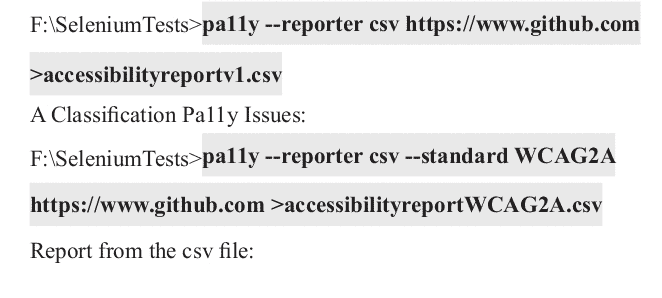 F:\SeleniumTests>pa11y --reporter csv https://www.github.com
>accessibilityreportv1.csv
A Classification Pa11y Issues:
F:\SeleniumTests>pa11y --reporter csv --standard WCAG2A
https://www.github.com >accessibilityreportWCAG2A.csv
Report from the csv file: